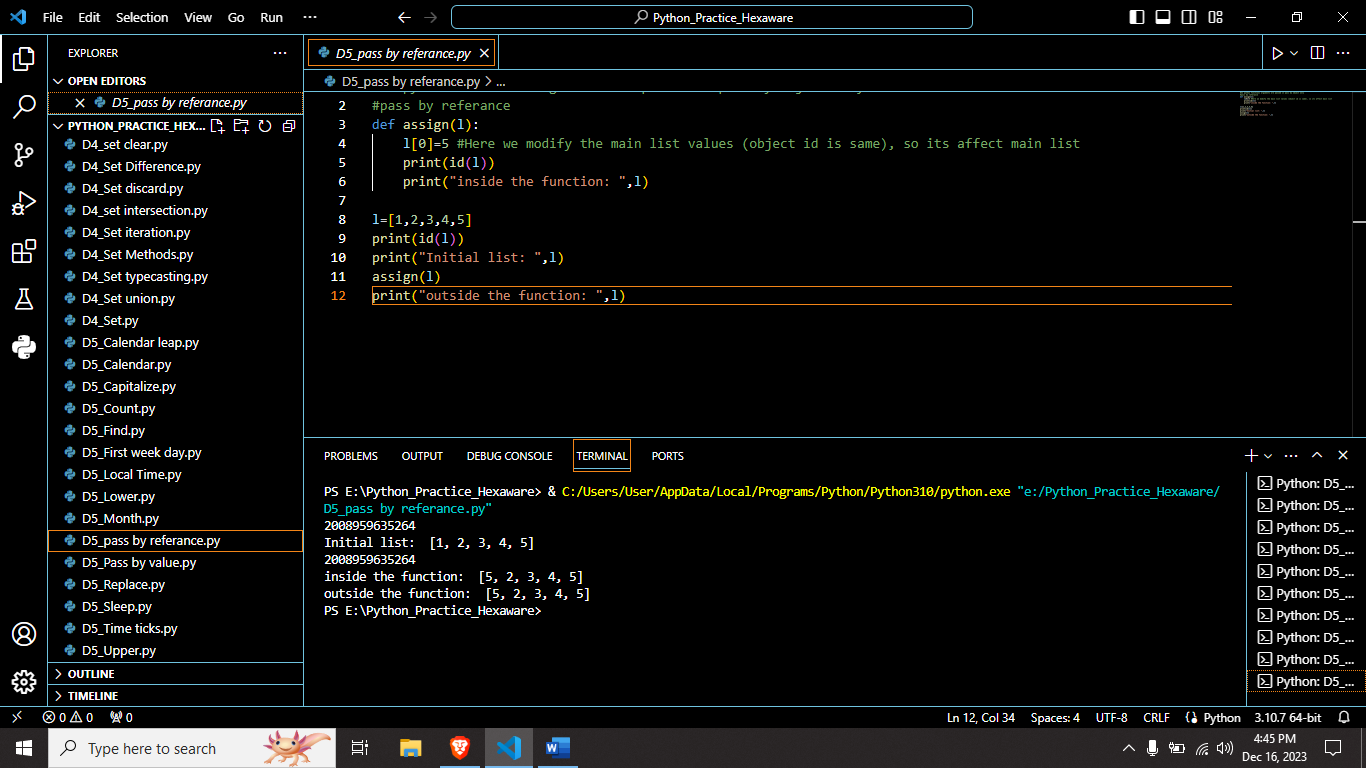 File Edit Selection View Go Run ···
Python_Practice_Hexaware
EXPLORER
OPEN EDITORS
D5_pass by referance.py
PYTHON_PRACTICE_HEX...
D4_set clear.py
D4_Set Difference.py
D4_Set discard.py
D4_set intersection.py
D4_Set iteration.py
D4_Set Methods.py
D4_Set typecasting.py
D4_Set union.py
D4_Set.py
D5_Calendar leap.py
D5_Calendar.py
D5_Capitalize.py
D5_Count.py
D5_Find.py
D5_First week day.py
D5_Local Time.py
D5_Lower.py
D5_Month.py
D5_pass by referance.py
D5_Pass by value.py
D5_Replace.py
D5_Sleep.py
D5_Time ticks.py
D5_Upper.py
OUTLINE
TIMELINE
D5_pass by referance.py
D5_pass by referance.py > ...
2 #pass by referance
3 def assign(l):
4 l[0]=5 #Here we modify the main list values (object id is same), so its affect main list
5 print(id(l))
6 print("inside the function: ",l)
7
8 l=[1,2,3,4,5]
9 print(id(l))
10 print("Initial list: ",l)
11 assign(l)
12 print("outside the function: ",l)
PROBLEMS OUTPUT DEBUG CONSOLE TERMINAL PORTS
PS E:\Python_Practice_Hexaware> & C:/Users/User/AppData/Local/Programs/Python/Python310/python.exe "e:/Python_Practice_Hexaware/
D5_pass by referance.py"
2008959635264
Initial list:  [1, 2, 3, 4, 5]
2008959635264
inside the function:  [5, 2, 3, 4, 5]
outside the function:  [5, 2, 3, 4, 5]
PS E:\Python_Practice_Hexaware>
Python: D5_...
Python: D5_...
Python: D5_...
Python: D5_...
Python: D5_...
Python: D5_...
Python: D5_...
Python: D5_...
Python: D5_...
Python: D5_...
0 0 0 Ln 12, Col 34 Spaces: 4 UTF-8 CRLF Python 3.10.7 64-bit
Type here to search
4:45 PM
Dec 16, 2023